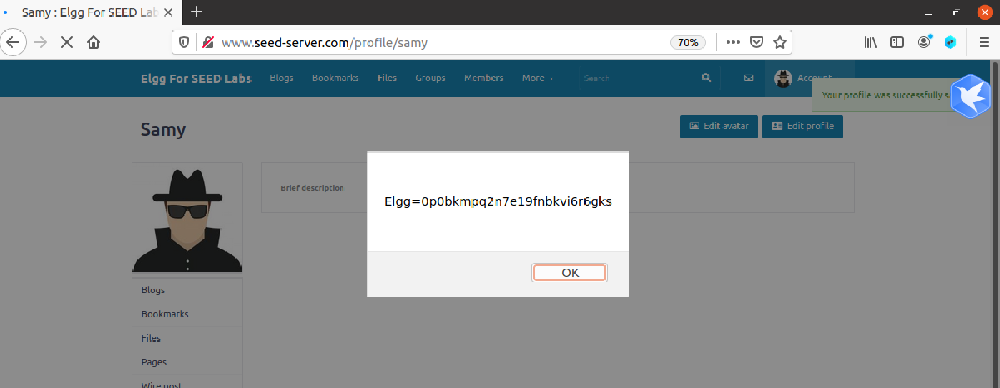 Samy : Elgg For SEED Lab
www.seed-server.com/profile/samy
70%
Elgg For SEED Labs Blogs Bookmarks Files Groups Members More Search Account
Your profile was successfully
Samy
Edit avatar Edit profile
Brief description
Elgg=0p0bkmpq2n7e19fnbkvi6r6gks
OK
Blogs
Bookmarks
Files
Pages
Wire post